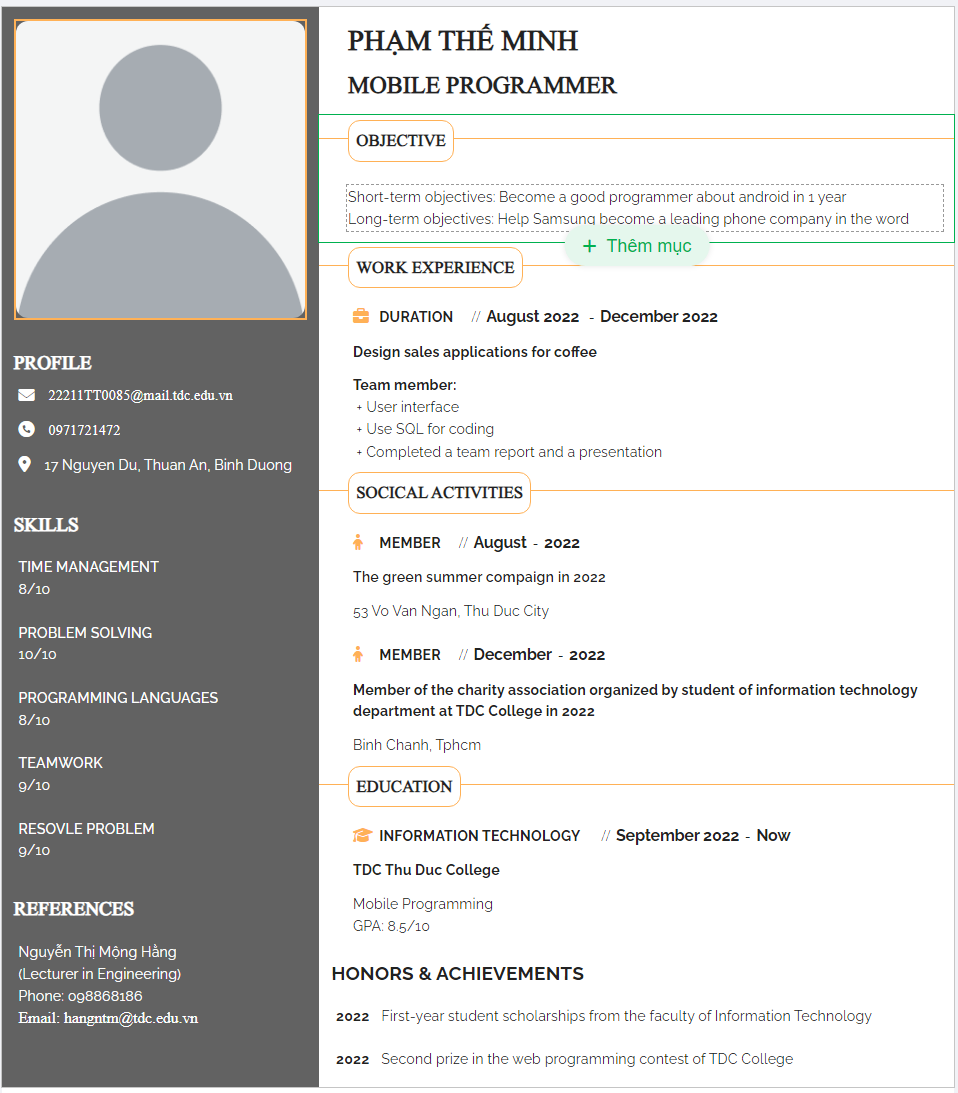 PHẠM THẾ MINH
MOBILE PROGRAMMER
PROFILE
22211TT0085@mail.tdc.edu.vn
0971721472
17 Nguyen Du, Thuan An, Binh Duong
SKILLS
TIME MANAGEMENT
8/10
PROBLEM SOLVING
10/10
PROGRAMMING LANGUAGES
8/10
TEAMWORK
9/10
RESOVLE PROBLEM
9/10
REFERENCES
Nguyễn Thị Mộng Hằng
(Lecturer in Engineering)
Phone: 098868186
Email: hangntm@tdc.edu.vn
OBJECTIVE
Short-term objectives: Become a good programmer about android in 1 year
Long-term objectives: Help Samsung become a leading phone company in the word
+ Thêm mục
WORK EXPERIENCE
DURATION // August 2022 - December 2022
Design sales applications for coffee
Team member:
+ User interface
+ Use SQL for coding
+ Completed a team report and a presentation
SOCICAL ACTIVITIES
MEMBER // August - 2022
The green summer compaign in 2022
53 Vo Van Ngan, Thu Duc City
MEMBER // December - 2022
Member of the charity association organized by student of information technology
department at TDC College in 2022
Binh Chanh, Tphcm
EDUCATION
INFORMATION TECHNOLOGY // September 2022 - Now
TDC Thu Duc College
Mobile Programming
GPA: 8.5/10
HONORS & ACHIEVEMENTS
2022 First-year student scholarships from the faculty of Information Technology
2022 Second prize in the web programming contest of TDC College